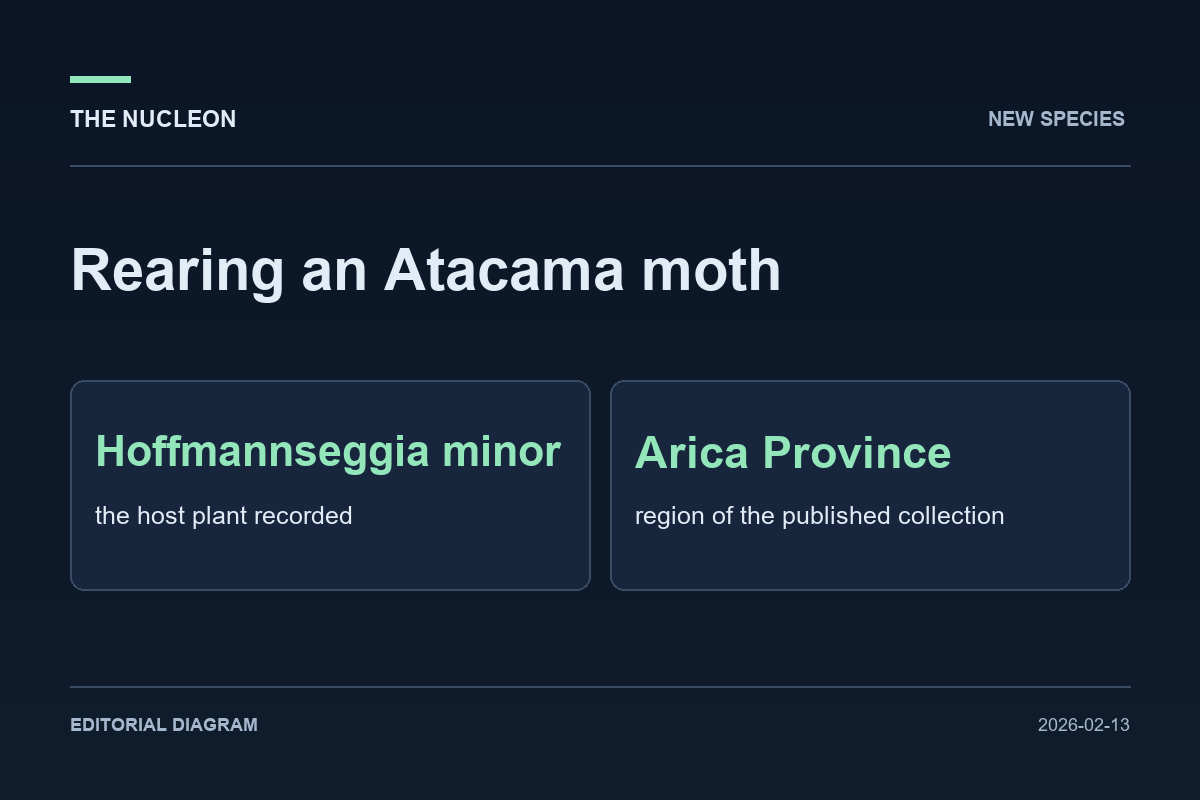 THE NUCLEON
NEW SPECIES
Rearing an Atacama moth
Hoffmannseggia minor
the host plant recorded
Arica Province
region of the published collection
EDITORIAL DIAGRAM
2026-02-13